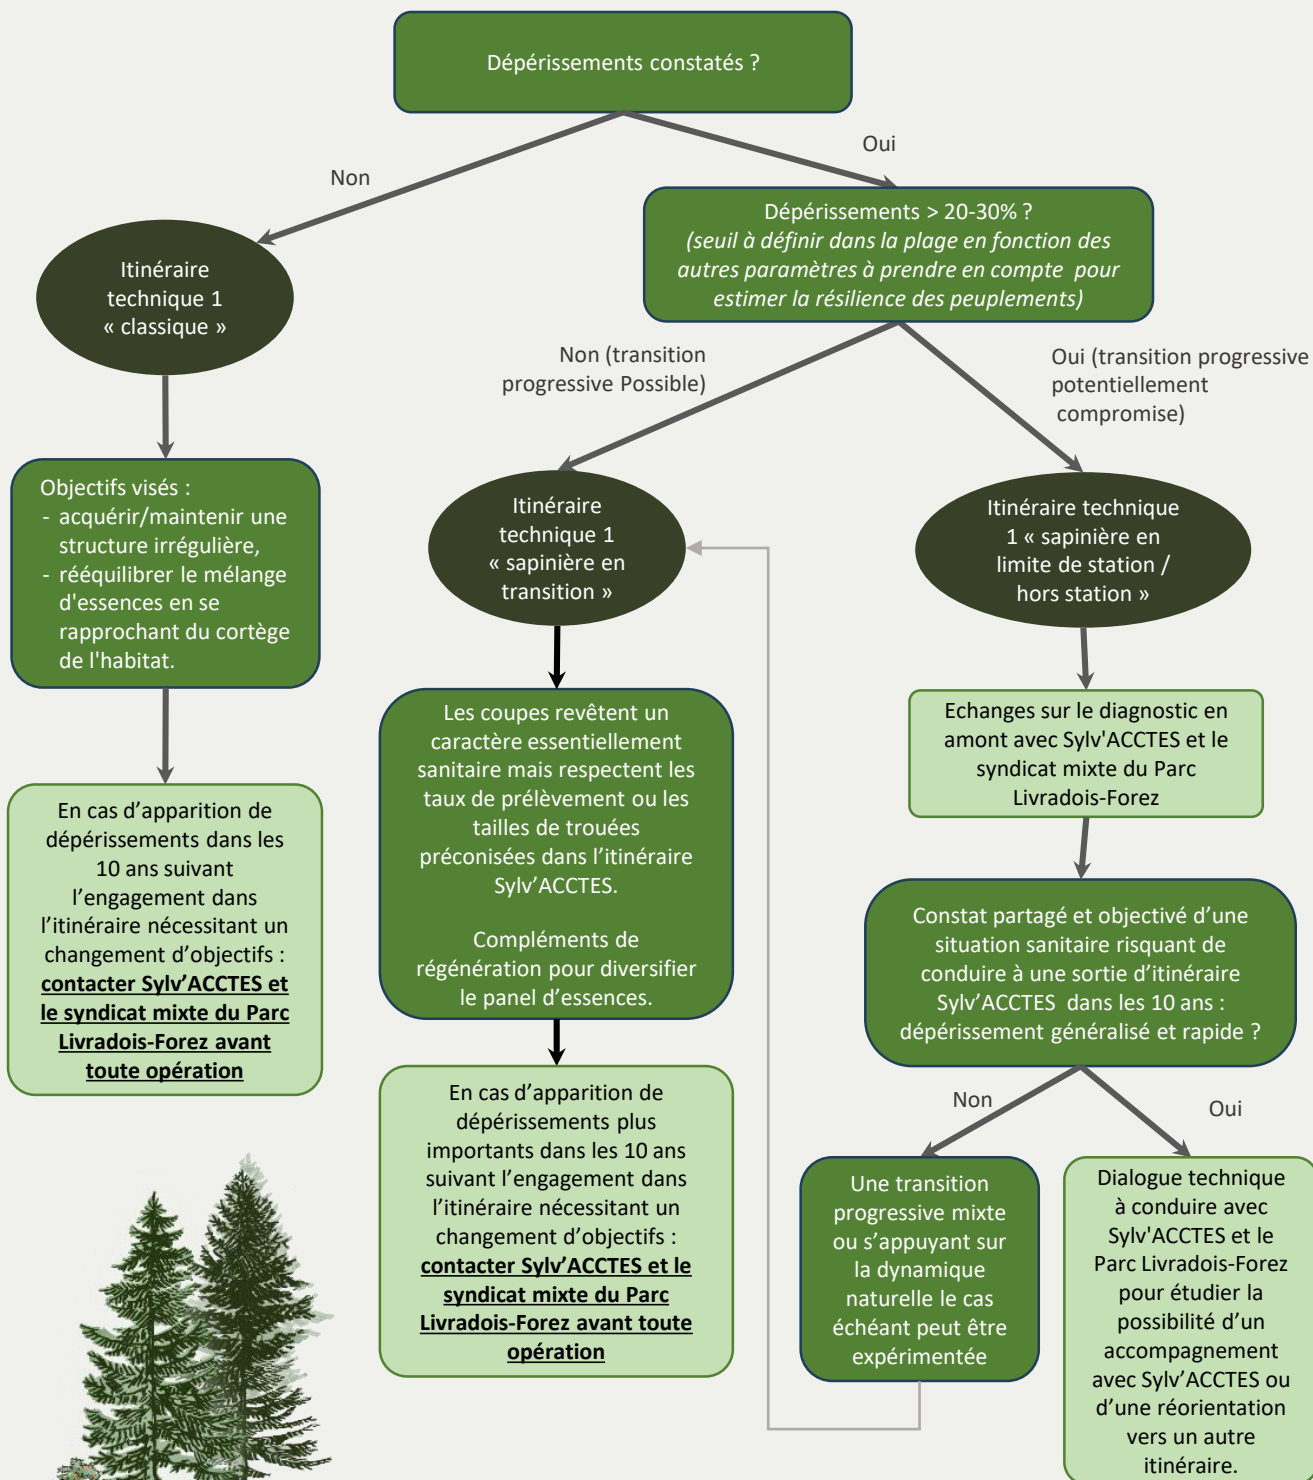 Dépérissements constatés ?
Non
Oui
Dépérissements > 20-30% ?
(seuil à définir dans la plage en fonction des
autres paramètres à prendre en compte pour
estimer la résilience des peuplements)
Itinéraire
technique 1
« classique »
Non (transition
progressive Possible)
Oui (transition progressive
potentiellement
compromise)
Objectifs visés :
- acquérir/maintenir une
structure irrégulière,
- rééquilibrer le mélange
d'essences en se
rapprochant du cortège
de l'habitat.
Itinéraire
technique 1
« sapinière en
transition »
Itinéraire technique
1 « sapinière en
limite de station /
hors station »
En cas d’apparition de
dépérissements dans les
10 ans suivant
l’engagement dans
l’itinéraire nécessitant un
changement d’objectifs :
contacter Sylv’ACCTES et
le syndicat mixte du Parc
Livradois-Forez avant
toute opération
Les coupes revêtent un
caractère essentiellement
sanitaire mais respectent les
taux de prélèvement ou les
tailles de trouées
préconisées dans l’itinéraire
Sylv’ACCTES.
Compléments de
régénération pour diversifier
le panel d’essences.
Echanges sur le diagnostic en
amont avec Sylv'ACCTES et le
syndicat mixte du Parc
Livradois-Forez
Constat partagé et objectivé d’une
situation sanitaire risquant de
conduire à une sortie d’itinéraire
Sylv’ACCTES dans les 10 ans :
dépérissement généralisé et rapide ?
En cas d’apparition de
dépérissements plus
importants dans les 10 ans
suivant l’engagement dans
l’itinéraire nécessitant un
changement d’objectifs :
contacter Sylv’ACCTES et le
syndicat mixte du Parc
Livradois-Forez avant toute
opération
Non
Oui
Une transition
progressive mixte
ou s’appuyant sur
la dynamique
naturelle le cas
échéant peut être
expérimentée
Dialogue technique
à conduire avec
Sylv'ACCTES et le
Parc Livradois-Forez
pour étudier la
possibilité d’un
accompagnement
avec Sylv’ACCTES ou
d’une réorientation
vers un autre
itinéraire.